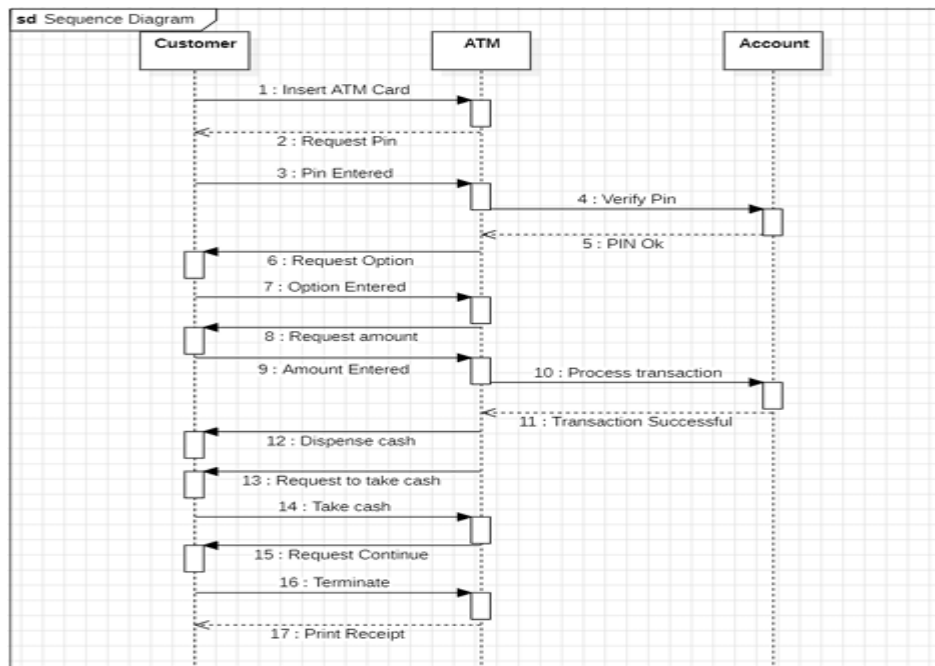 sd Sequence Diagram
Customer
ATM
Account
1 : Insert ATM Card
2 : Request Pin
3 : Pin Entered
4 : Verify Pin
5 : PIN Ok
6 : Request Option
7 : Option Entered
8 : Request amount
9 : Amount Entered
10 : Process transaction
11 : Transaction Successful
12 : Dispense cash
13 : Request to take cash
14 : Take cash
15 : Request Continue
16 : Terminate
17 : Print Receipt